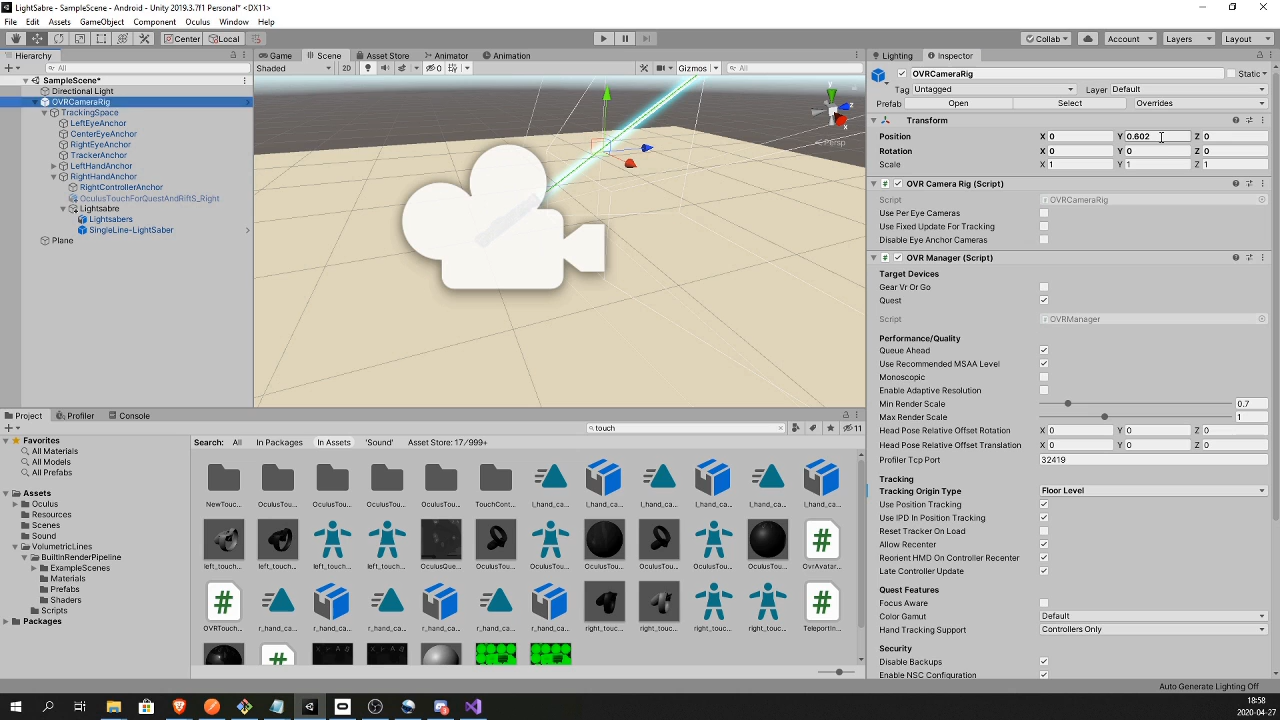 LightSabre - SampleScene - Android - Unity 2019.3.7f1 Personal* <DX11>
File Edit Assets GameObject Component Oculus Window Help
Center Local Collab Account Layers Layout
Hierarchy
All
SampleScene*
Directional Light
OVRCameraRig
TrackingSpace
LeftEyeAnchor
CenterEyeAnchor
RightEyeAnchor
TrackerAnchor
LeftHandAnchor
RightHandAnchor
RightControllerAnchor
OculusTouchForQuestAndRiftS_Right
Lightsabre
Lightsabers
SingleLine-LightSaber
Plane
Game Scene Asset Store Animator Animation
Shaded 2D 0 Gizmos All
y z x
Persp
Lighting Inspector
OVRCameraRig Static
Tag Untagged Layer Default
Prefab Open Select Overrides
Transform
Position X 0 Y 0.602 Z 0
Rotation X 0 Y 0 Z 0
Scale X 1 Y 1 Z 1
OVR Camera Rig (Script)
Script OVRCameraRig
Use Per Eye Cameras
Use Fixed Update For Tracking
Disable Eye Anchor Cameras
OVR Manager (Script)
Target Devices
Gear Vr Or Go
Quest
Script OVRManager
Performance/Quality
Queue Ahead
Use Recommended MSAA Level
Monoscopic
Enable Adaptive Resolution
Min Render Scale 0.7
Max Render Scale 1
Head Pose Relative Offset Rotation X 0 Y 0 Z 0
Head Pose Relative Offset Translation X 0 Y 0 Z 0
Profiler Tcp Port 32419
Tracking
Tracking Origin Type Floor Level
Use Position Tracking
Use IPD In Position Tracking
Reset Tracker On Load
Allow Recenter
Reorient HMD On Controller Recenter
Late Controller Update
Quest Features
Focus Aware
Color Gamut Default
Hand Tracking Support Controllers Only
Security
Disable Backups
Enable NSC Configuration
Auto Generate Lighting Off
Project Profiler Console
touch 11
Search: All In Packages In Assets 'Sound' Asset Store: 17/999+
Favorites
All Materials
All Models
All Prefabs
Assets
Oculus
Resources
Scenes
Sound
VolumetricLines
BuiltInRenderPipeline
ExampleScenes
Materials
Prefabs
Shaders
Scripts
Packages
NewTouc... OculusTou... OculusTou... OculusTou... OculusTou... TouchCont... l_hand_ca... l_hand_ca... l_hand_ca... l_hand_ca... l_hand_ca... l_hand_ca...
left_touch... left_touch... left_touch... left_touch... OculusQue... OculusTou... OculusTou... OculusTou... OculusTou... OculusTou... OculusTou... OvrAvatar...
OVRTouch... r_hand_ca... r_hand_ca... r_hand_ca... r_hand_ca... r_hand_ca... r_hand_ca... right_touc... right_touc... right_touc... right_touc... TeleportIn...
18:58
2020-04-27